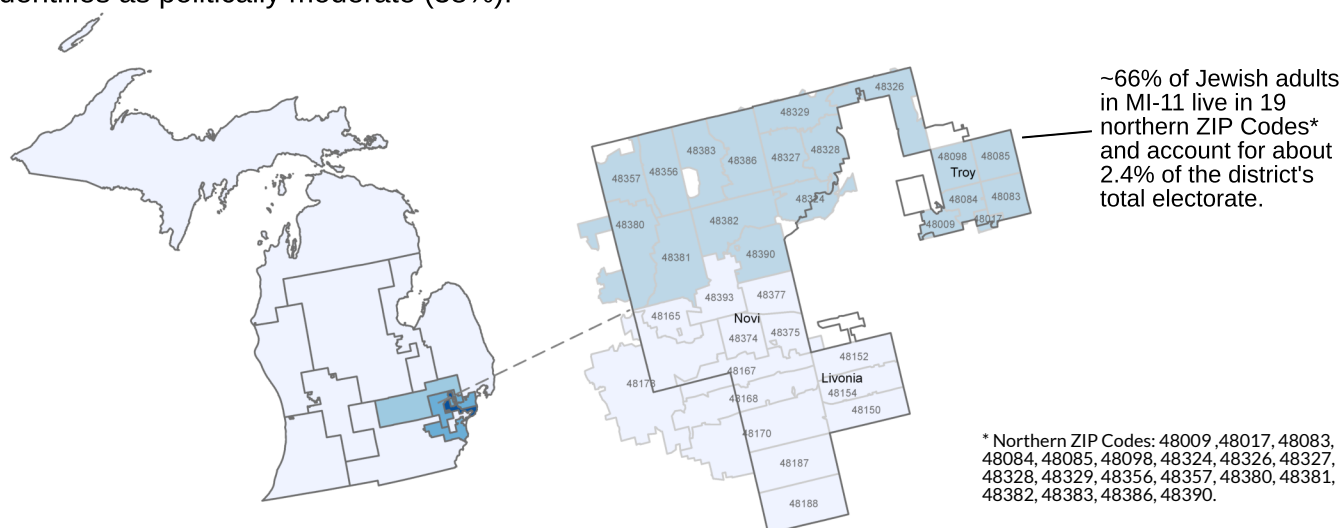 dentifies as politically moderate
48326
~66% of Jewish adults
in MI-11 live in 19
northern ZIP Codes*
and account for about
2.4% of the district's
total electorate.
48329
48383
48386
48327
48328
48098
48085
48357
48356
Troy
48324
48084
48083
48380
48382
48009
48017
48381
48390
48393
48377
48165
Novi
48374
48375
48152
48178
48167
Livonia
48168
48154
48150
48170
48187
48188
* Northern ZIP Codes: 48009 ,48017, 48083,
48084, 48085, 48098, 48324, 48326, 48327,
48328, 48329, 48356, 48357, 48380, 48381,
48382, 48383, 48386, 48390.